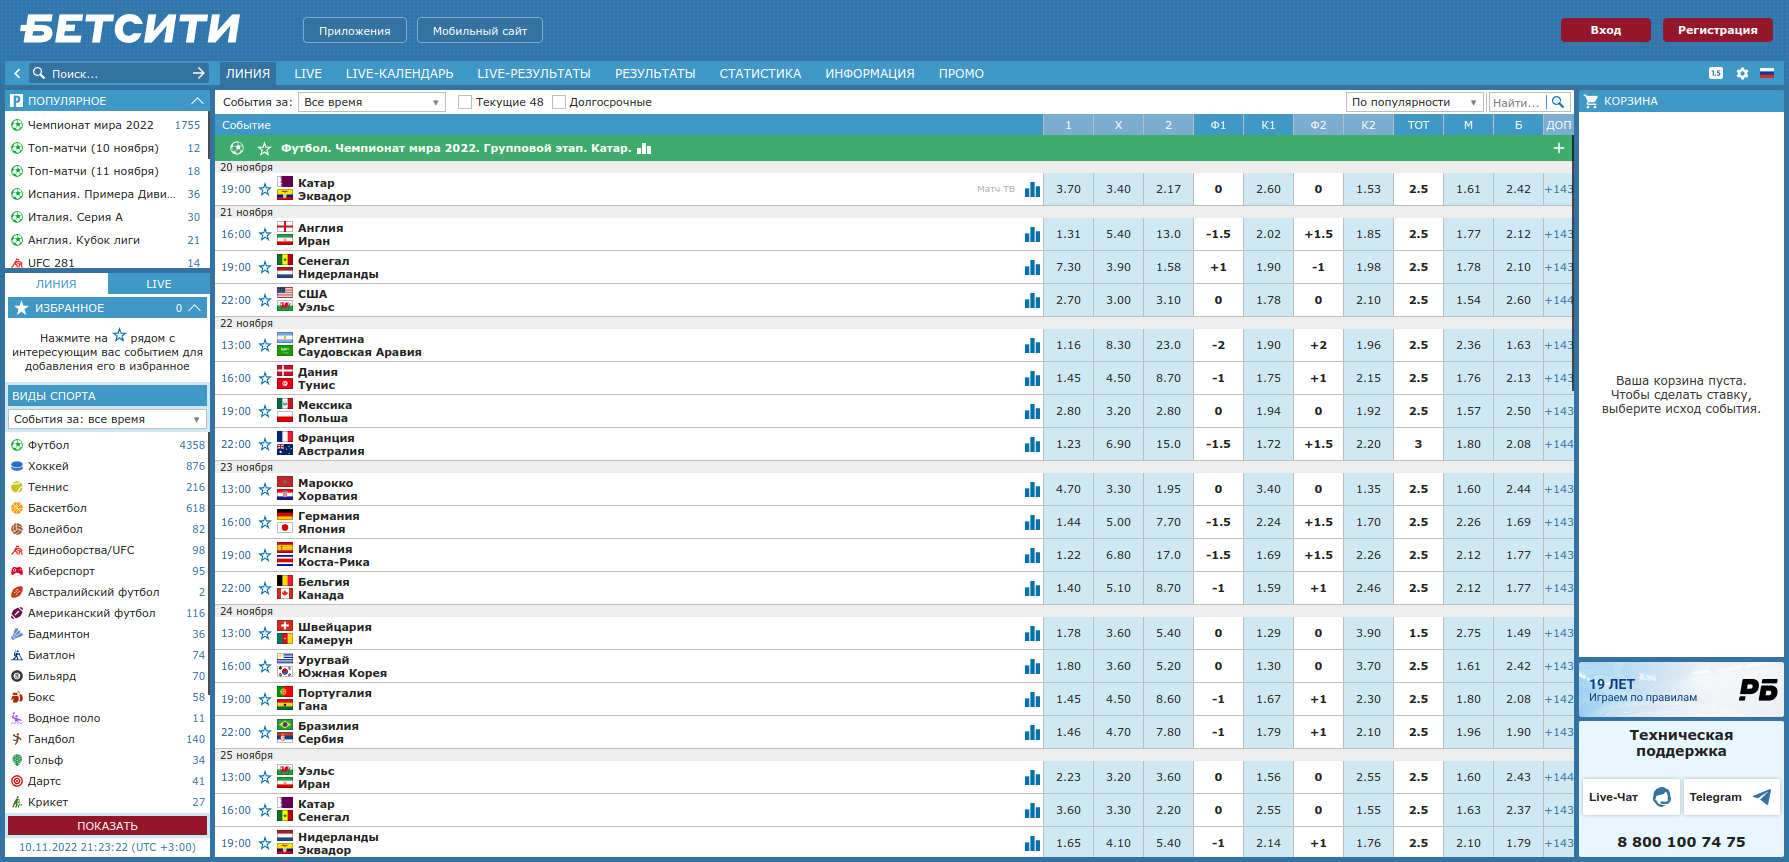 БЕТСИТИ
Приложения
Мобильный сайт
Вход
Регистрация
Поиск...
ЛИНИЯ LIVE LIVE-КАЛЕНДАРЬ LIVE-РЕЗУЛЬТАТЫ РЕЗУЛЬТАТЫ СТАТИСТИКА ИНФОРМАЦИЯ ПРОМО
1.5
ПОПУЛЯРНОЕ
Чемпионат мира 2022 1755
Топ-матчи (10 ноября) 12
Топ-матчи (11 ноября) 18
Испания. Примера Диви... 36
Италия. Серия А 30
Англия. Кубок лиги 21
UFC 281 14
ЛИНИЯ LIVE
ИЗБРАННОЕ 0
Нажмите на рядом с
интересующим вас событием для
добавления его в избранное
ВИДЫ СПОРТА
События за: все время
Футбол 4358
Хоккей 876
Теннис 216
Баскетбол 618
Волейбол 82
Единоборства/UFC 98
Киберспорт 95
Австралийский футбол 2
Американский футбол 116
Бадминтон 36
Биатлон 74
Бильярд 70
Бокс 58
Водное поло 11
Гандбол 140
Гольф 34
Дартс 41
Крикет 27
ПОКАЗАТЬ
10.11.2022 21:23:22 (UTC +3:00)
События за: Все время Текущие 48 Долгосрочные По популярности Найти...
Событие 1 X 2 Ф1 К1 Ф2 К2 ТОТ М Б ДОП
Футбол. Чемпионат мира 2022. Групповой этап. Катар. +
20 ноября
19:00 Катар Матч ТВ 3.70 3.40 2.17 0 2.60 0 1.53 2.5 1.61 2.42 +143
Эквадор
21 ноября
16:00 Англия 1.31 5.40 13.0 -1.5 2.02 +1.5 1.85 2.5 1.77 2.12 +143
Иран
19:00 Сенегал 7.30 3.90 1.58 +1 1.90 -1 1.98 2.5 1.78 2.10 +143
Нидерланды
22:00 США 2.70 3.00 3.10 0 1.78 0 2.10 2.5 1.54 2.60 +144
Уэльс
22 ноября
13:00 Аргентина 1.16 8.30 23.0 -2 1.90 +2 1.96 2.5 2.36 1.63 +143
Саудовская Аравия
16:00 Дания 1.45 4.50 8.70 -1 1.75 +1 2.15 2.5 1.76 2.13 +143
Тунис
19:00 Мексика 2.80 3.20 2.80 0 1.94 0 1.92 2.5 1.57 2.50 +143
Польша
22:00 Франция 1.23 6.90 15.0 -1.5 1.72 +1.5 2.20 3 1.80 2.08 +144
Австралия
23 ноября
13:00 Марокко 4.70 3.30 1.95 0 3.40 0 1.35 2.5 1.60 2.44 +143
Хорватия
16:00 Германия 1.44 5.00 7.70 -1.5 2.24 +1.5 1.70 2.5 2.26 1.69 +143
Япония
19:00 Испания 1.22 6.80 17.0 -1.5 1.69 +1.5 2.26 2.5 2.12 1.77 +143
Коста-Рика
22:00 Бельгия 1.40 5.10 8.70 -1 1.59 +1 2.46 2.5 2.12 1.77 +143
Канада
24 ноября
13:00 Швейцария 1.78 3.60 5.40 0 1.29 0 3.90 1.5 2.75 1.49 +143
Камерун
16:00 Уругвай 1.80 3.60 5.20 0 1.30 0 3.70 2.5 1.61 2.42 +143
Южная Корея
19:00 Португалия 1.45 4.50 8.60 -1 1.67 +1 2.30 2.5 1.80 2.08 +142
Гана
22:00 Бразилия 1.46 4.70 7.80 -1 1.79 +1 2.10 2.5 1.96 1.90 +143
Сербия
25 ноября
13:00 Уэльс 2.23 3.20 3.60 0 1.56 0 2.55 2.5 1.60 2.43 +144
Иран
16:00 Катар 3.60 3.30 2.20 0 2.55 0 1.55 2.5 1.63 2.37 +143
Сенегал
19:00 Нидерланды 1.65 4.10 5.40 -1 2.14 +1 1.76 2.5 2.10 1.79 +143
Эквадор
КОРЗИНА
Ваша корзина пуста.
Чтобы сделать ставку,
выберите исход события.
19 ЛЕТ
Играем по правилам
РБ
Техническая
поддержка
Live-Чат Telegram
8 800 100 74 75